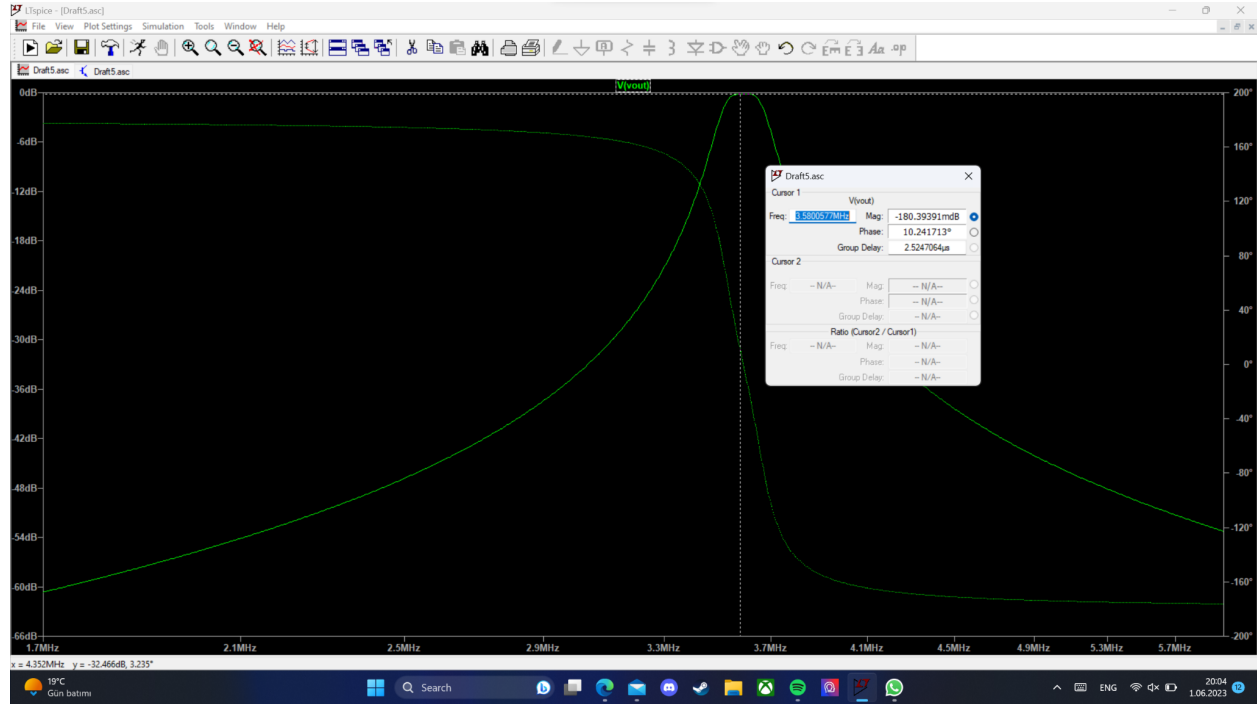 LTspice - [Draft5.asc]
File View Plot Settings Simulation Tools Window Help
Draft5.asc Draft5.asc
V(vout)
0dB
-6dB
-12dB
-18dB
-24dB
-30dB
-36dB
-42dB
-48dB
-54dB
-60dB
-66dB
200°
160°
120°
80°
40°
0°
-40°
-80°
-120°
-160°
-200°
Draft5.asc
Cursor 1
V(vout)
Freq: 3.5800577MHz Mag: -180.39391mdB
Phase: 10.241713°
Group Delay: 2.5247064µs
Cursor 2
Freq: -- N/A-- Mag: -- N/A--
Phase: -- N/A--
Group Delay: -- N/A--
Ratio (Cursor2 / Cursor1)
Freq: -- N/A-- Mag: -- N/A--
Phase: -- N/A--
Group Delay: -- N/A--
1.7MHz 2.1MHz 2.5MHz 2.9MHz 3.3MHz 3.7MHz 4.1MHz 4.5MHz 4.9MHz 5.3MHz 5.7MHz
x = 4.352MHz y = -32.466dB, 3.235°
19°C
Gün batımı
Search
ENG
20:04
1.06.2023
12